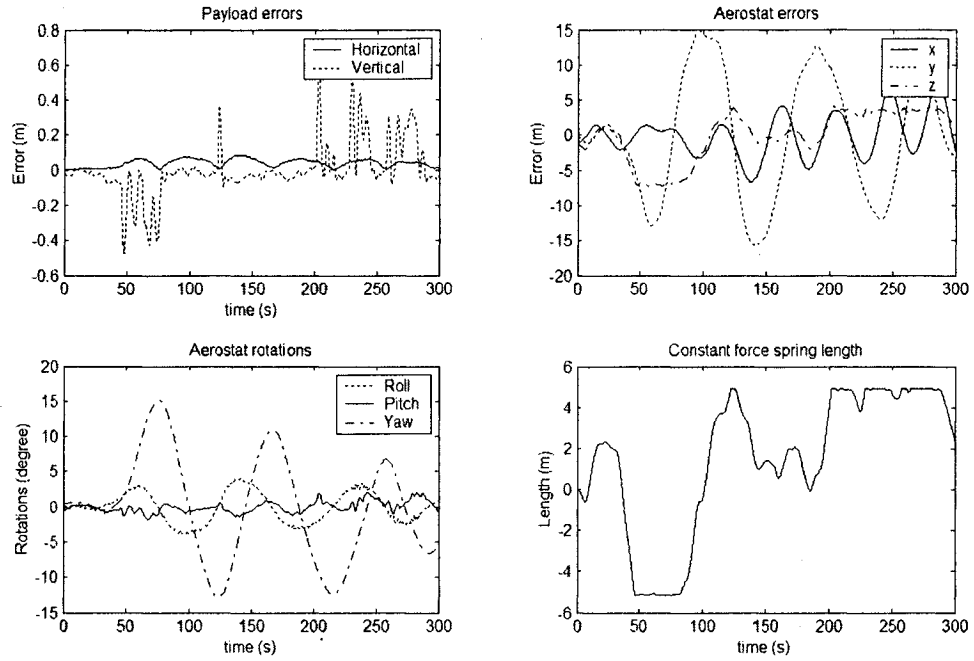 Payload errors
0.8
0.6
0.4
0.2
0
-0.2
-0.4
-0.6
Error (m)
Horizontal
Vertical
0 50 100 150 200 250 300
time (s)
Aerostat errors
15
10
5
0
-5
-10
-15
-20
Error (m)
x
y
z
0 50 100 150 200 250 300
time (s)
Aerostat rotations
20
15
10
5
0
-5
-10
-15
Rotations (degree)
Roll
Pitch
Yaw
0 50 100 150 200 250 300
time (s)
Constant force spring length
6
4
2
0
-2
-4
-6
Length (m)
0 50 100 150 200 250 300
time (s)